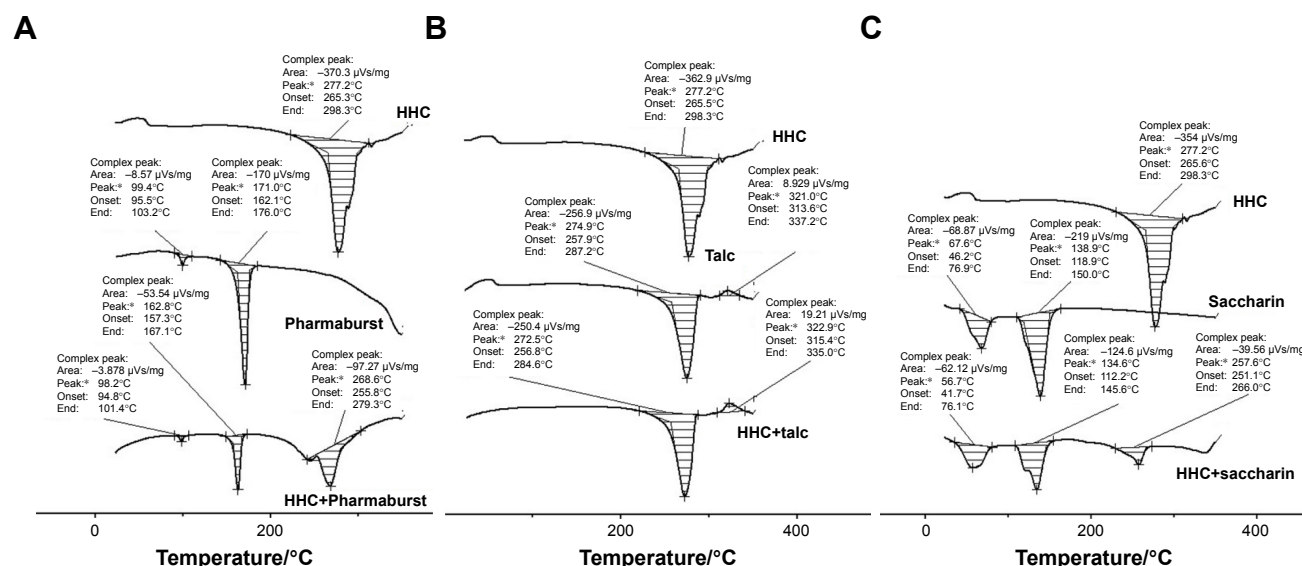 A
Complex peak:
Area: –370.3 µVs/mg
Peak:* 277.2°C
Onset: 265.3°C
End: 298.3°C
HHC
Complex peak:
Area: –8.57 µVs/mg
Peak:* 99.4°C
Onset: 95.5°C
End: 103.2°C
Complex peak:
Area: –170 µVs/mg
Peak:* 171.0°C
Onset: 162.1°C
End: 176.0°C
Pharmaburst
Complex peak:
Area: –53.54 µVs/mg
Peak:* 162.8°C
Onset: 157.3°C
End: 167.1°C
Complex peak:
Area: –3.878 µVs/mg
Peak:* 98.2°C
Onset: 94.8°C
End: 101.4°C
Complex peak:
Area: –97.27 µVs/mg
Peak:* 268.6°C
Onset: 255.8°C
End: 279.3°C
HHC+Pharmaburst
0 200
Temperature/°C
B
Complex peak:
Area: –362.9 µVs/mg
Peak:* 277.2°C
Onset: 265.5°C
End: 298.3°C
HHC
Complex peak:
Area: 8.929 µVs/mg
Peak:* 321.0°C
Onset: 313.6°C
End: 337.2°C
Complex peak:
Area: –256.9 µVs/mg
Peak:* 274.9°C
Onset: 257.9°C
End: 287.2°C
Talc
Complex peak:
Area: –250.4 µVs/mg
Peak:* 272.5°C
Onset: 256.8°C
End: 284.6°C
Complex peak:
Area: 19.21 µVs/mg
Peak:* 322.9°C
Onset: 315.4°C
End: 335.0°C
HHC+talc
200 400
Temperature/°C
C
Complex peak:
Area: –354 µVs/mg
Peak:* 277.2°C
Onset: 265.6°C
End: 298.3°C
HHC
Complex peak:
Area: –68.87 µVs/mg
Peak:* 67.6°C
Onset: 46.2°C
End: 76.9°C
Complex peak:
Area: –219 µVs/mg
Peak:* 138.9°C
Onset: 118.9°C
End: 150.0°C
Saccharin
Complex peak:
Area: –62.12 µVs/mg
Peak:* 56.7°C
Onset: 41.7°C
End: 76.1°C
Complex peak:
Area: –124.6 µVs/mg
Peak:* 134.6°C
Onset: 112.2°C
End: 145.6°C
Complex peak:
Area: –39.56 µVs/mg
Peak:* 257.6°C
Onset: 251.1°C
End: 266.0°C
HHC+saccharin
0 200 400
Temperature/°C